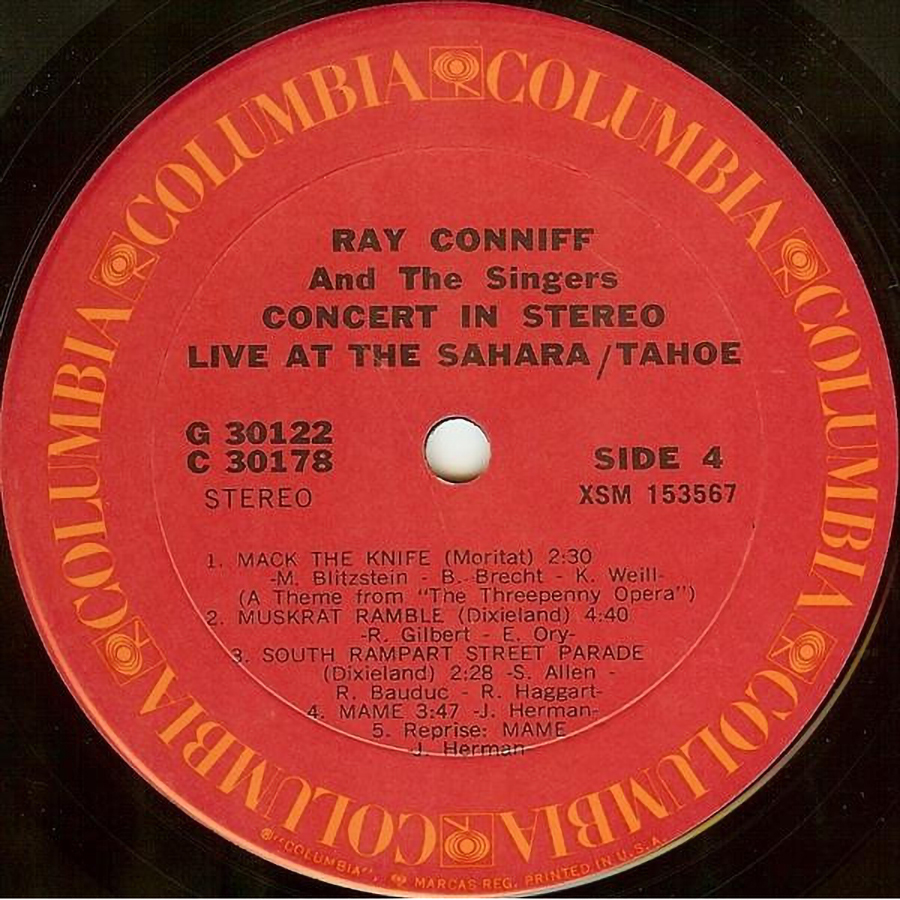 COLUMBIA COLUMBIA COLUMBIA COLUMBIA COLUMBIA COLUMBIA COLUMBIA COLUMBIA
RAY CONNIFF
And The Singers
CONCERT IN STEREO
LIVE AT THE SAHARA/TAHOE
G 30122
C 30178
STEREO
SIDE 4
XSM 153567
1. MACK THE KNIFE (Moritat) 2:30
-M. Blitzstein - B. Brecht - K. Weill-
(A Theme from "The Threepenny Opera")
2. MUSKRAT RAMBLE (Dixieland) 4:40
-R. Gilbert - E. Ory-
3. SOUTH RAMPART STREET PARADE
(Dixieland) 2:28 -S. Allen -
R. Bauduc - R. Haggart-
4. MAME 3:47 -J. Herman-
5. Reprise: MAME
J. Herman-
®"COLUMBIA", MARCAS REG. PRINTED IN U.S.A.